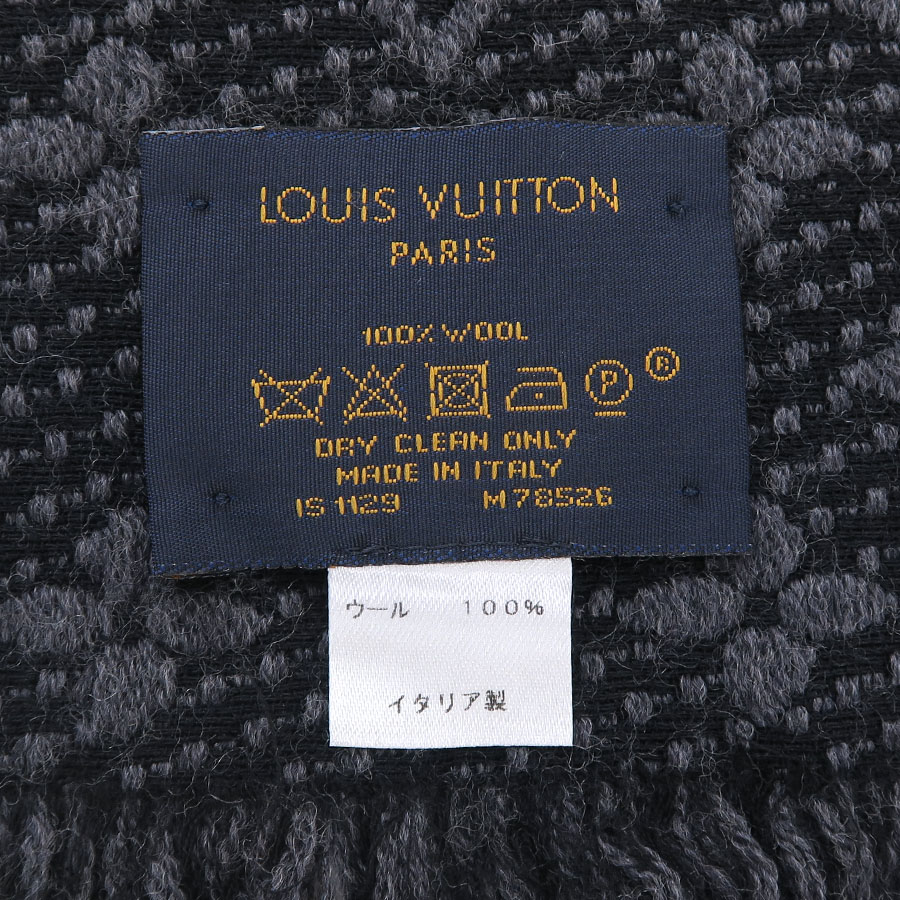 LOUIS VUITTON
PARIS
100% WOOL
P ®
DRY CLEAN ONLY
MADE IN ITALY
IS 1129 M78526
ウール 100%
イタリア製